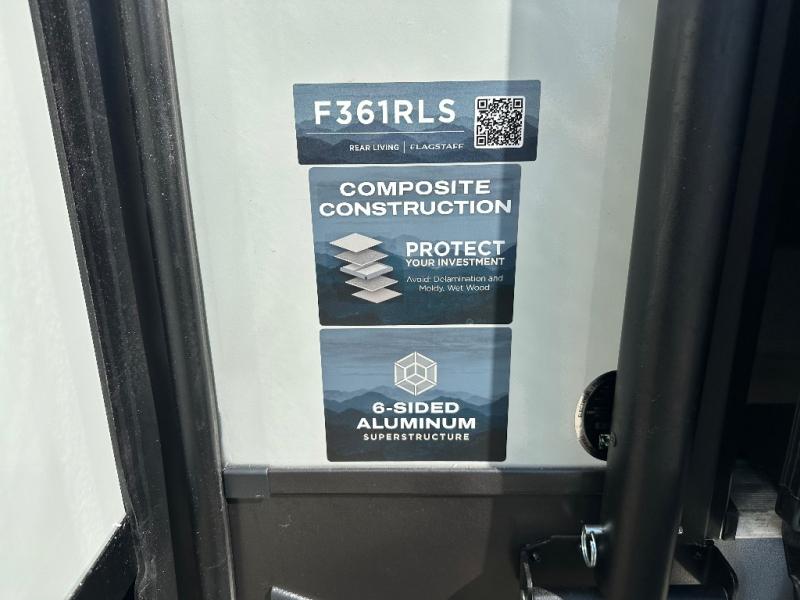 F361RLS
REAR LIVING | FLAGSTAFF
COMPOSITE
CONSTRUCTION
PROTECT
YOUR INVESTMENT
Avoid: Delamination and
Moldy, Wet Wood
6-SIDED
ALUMINUM
SUPERSTRUCTURE